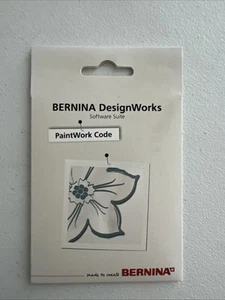 BERNINA DesignWorks
Software Suite
PaintWork Code
made to create BERNINA